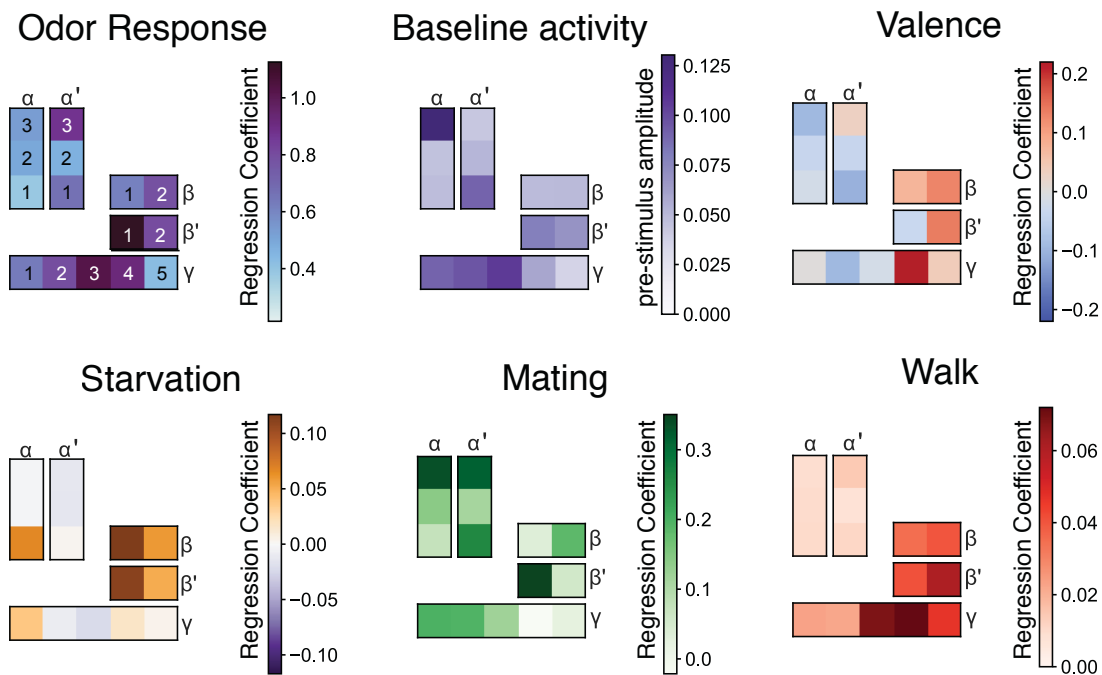 Odor Response
α α'
3 3
2 2
1 1
1 2 β
1 2 β'
1 2 3 4 5 γ
Regression Coefficient
1.0
0.8
0.6
0.4
Baseline activity
α α'
β
β'
γ
pre-stimulus amplitude
0.125
0.100
0.075
0.050
0.025
0.000
Valence
α α'
β
β'
γ
Regression Coefficient
0.2
0.1
0.0
−0.1
−0.2
Starvation
α α'
β
β'
γ
Regression Coefficient
0.10
0.05
0.00
−0.05
−0.10
Mating
α α'
β
β'
γ
Regression Coefficient
0.3
0.2
0.1
0.0
Walk
α α'
β
β'
γ
Regression Coefficient
0.06
0.04
0.02
0.00